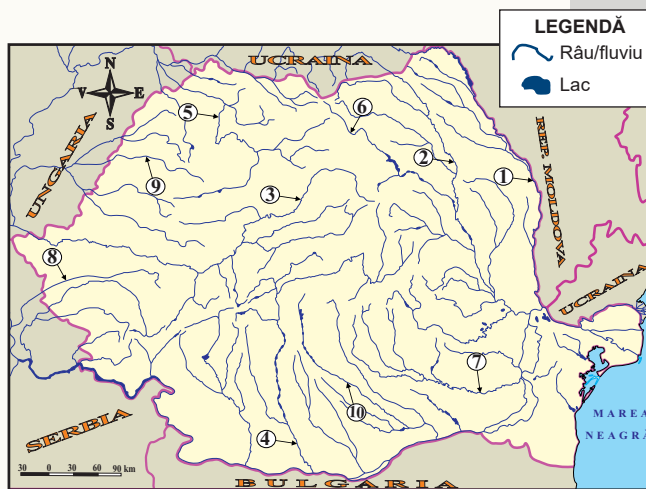 LEGENDĂ
Râu/fluviu
Lac
UCRAINA
N
V E
S
UNGARIA
REP. MOLDOVA
UCRAINA
5
6
2
1
9
3
8
7
10
4
SERBIA
BULGARIA
MAREA
NEAGRĂ
30 0 30 60 90 km